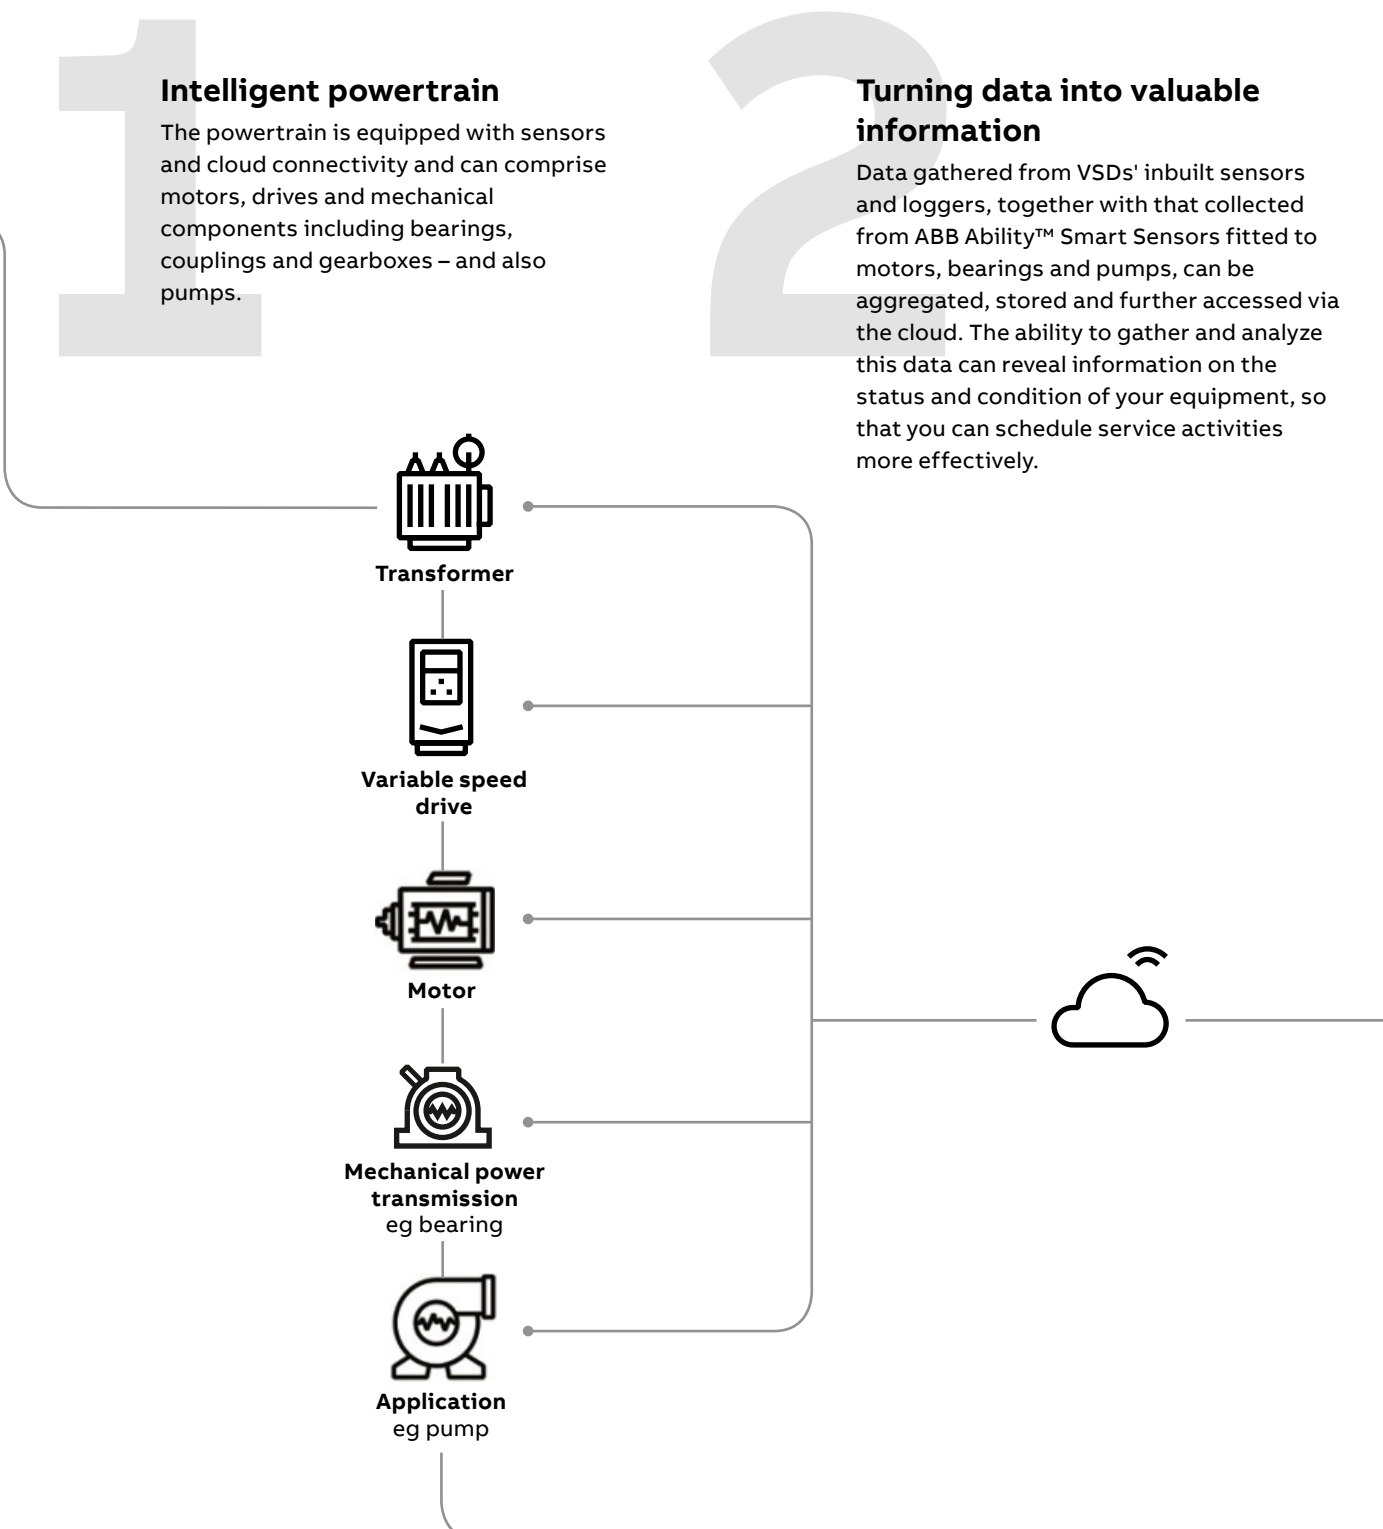 1
Intelligent powertrain
The powertrain is equipped with sensors
and cloud connectivity and can comprise
motors, drives and mechanical
components including bearings,
couplings and gearboxes – and also
pumps.
2
Turning data into valuable
information
Data gathered from VSDs' inbuilt sensors
and loggers, together with that collected
from ABB Ability™ Smart Sensors fitted to
motors, bearings and pumps, can be
aggregated, stored and further accessed via
the cloud. The ability to gather and analyze
this data can reveal information on the
status and condition of your equipment, so
that you can schedule service activities
more effectively.
Transformer
Variable speed
drive
Motor
Mechanical power
transmission
eg bearing
Application
eg pump